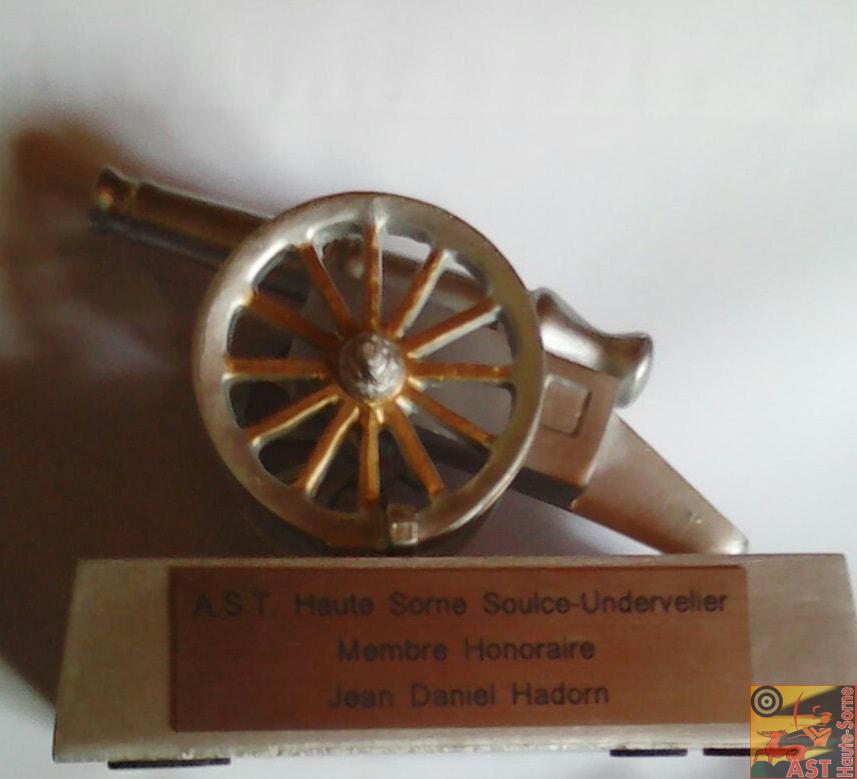 A.S.T. Haute Sorne Soulce-Undervelier
Membre Honoraire
Jean Daniel Hadorn
AST
Haute-Sorne